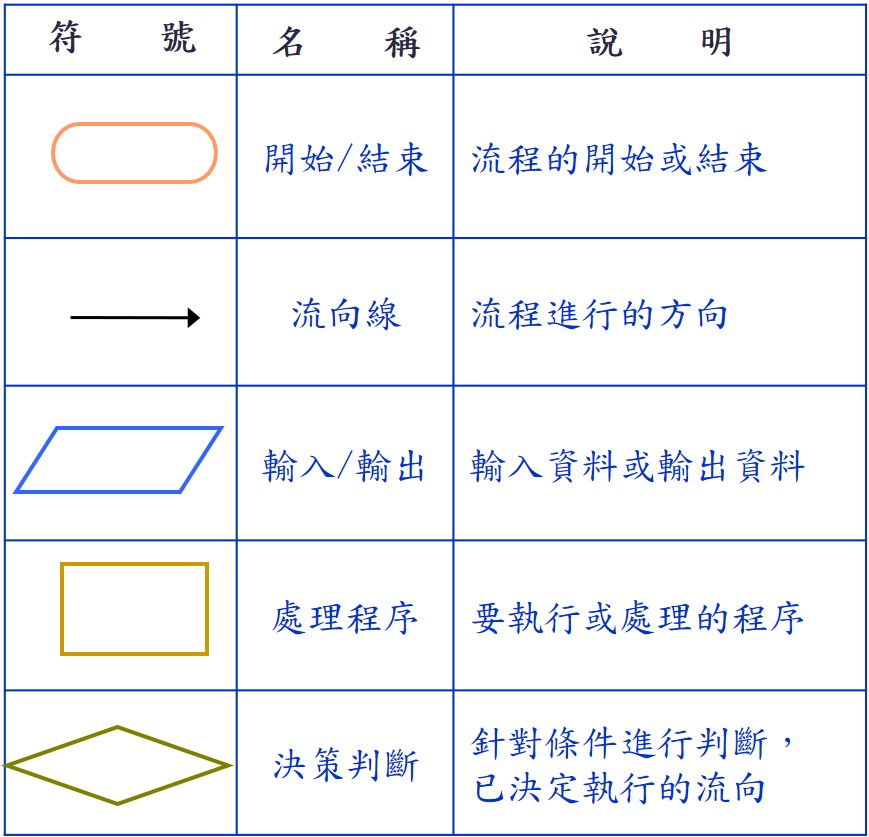 符 號 名 稱 說 明
開始/結束 流程的開始或結束
流向線 流程進行的方向
輸入/輸出 輸入資料或輸出資料
處理程序 要執行或處理的程序
決策判斷 針對條件進行判斷，
已決定執行的流向